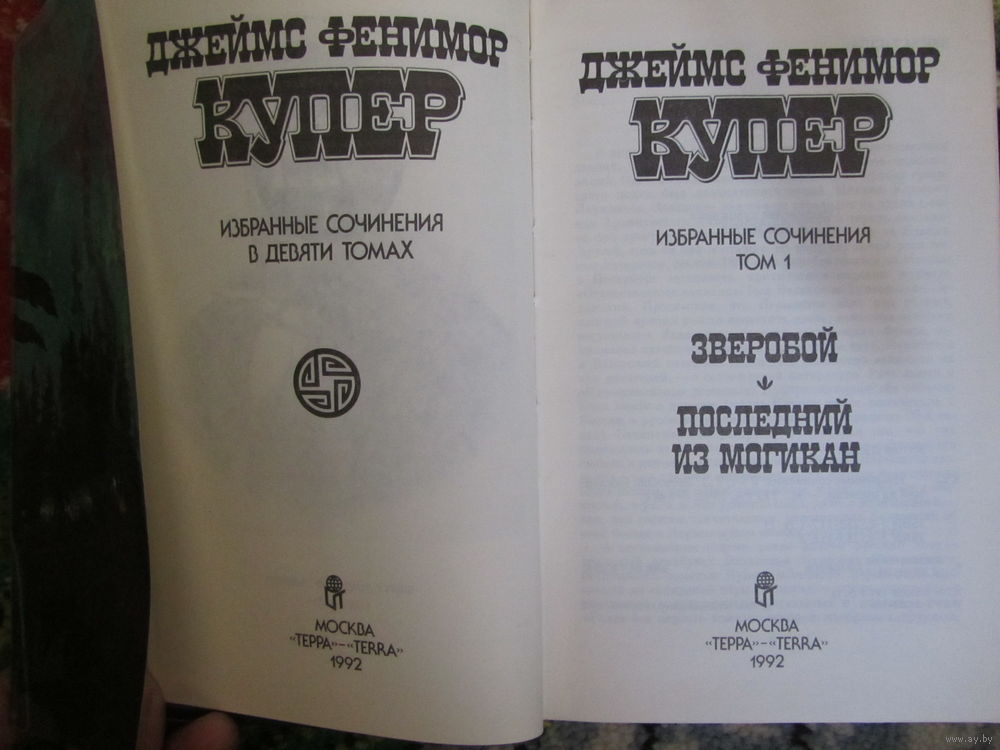 ДЖЕЙМС ФЕНИМОР
КУПЕР
ИЗБРАННЫЕ СОЧИНЕНИЯ
В ДЕВЯТИ ТОМАХ
МОСКВА
«ТЕРРА»–«TERRA»
1992
ДЖЕЙМС ФЕНИМОР
КУПЕР
ИЗБРАННЫЕ СОЧИНЕНИЯ
ТОМ 1
ЗВЕРОБОЙ
ПОСЛЕДНИЙ
ИЗ МОГИКАН
МОСКВА
«ТЕРРА»–«TERRA»
1992
www.ay.by